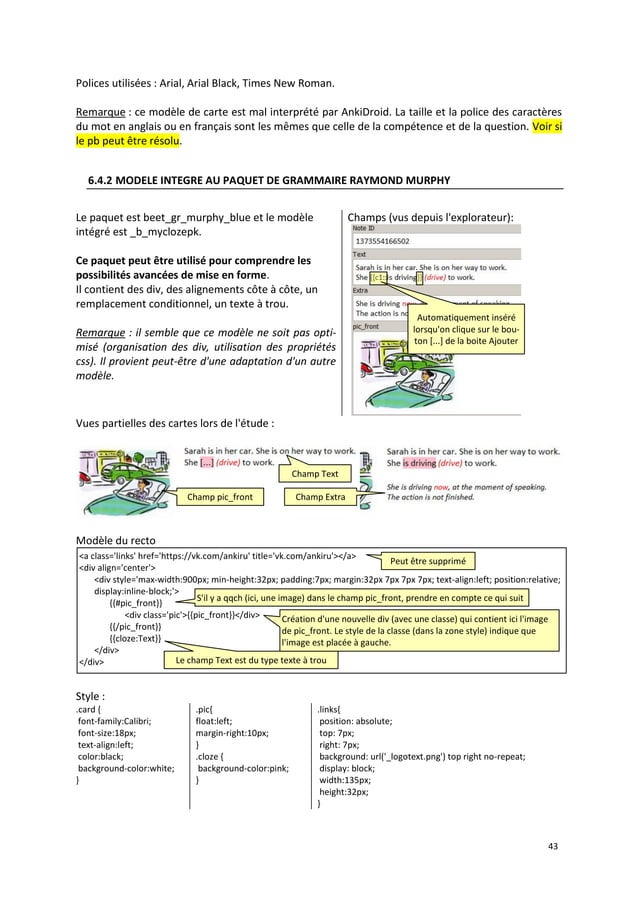 Polices utilisées : Arial, Arial Black, Times New Roman.
Remarque : ce modèle de carte est mal interprété par AnkiDroid. La taille et la police des caractères
du mot en anglais ou en français sont les mêmes que celle de la compétence et de la question. Voir si
le pb peut être résolu.
6.4.2 MODELE INTEGRE AU PAQUET DE GRAMMAIRE RAYMOND MURPHY
Le paquet est beet_gr_murphy_blue et le modèle
intégré est _b_myclozepk.
Ce paquet peut être utilisé pour comprendre les
possibilités avancées de mise en forme.
Il contient des div, des alignements côte à côte, un
remplacement conditionnel, un texte à trou.
Remarque : il semble que ce modèle ne soit pas opti-
misé (organisation des div, utilisation des propriétés
css). Il provient peut-être d'une adaptation d'un autre
modèle.
Champs (vus depuis l'explorateur):
Note ID
1373554166502
Text
Sarah is in her car. She is on her way to work.
She {{c1::is driving}} (drive) to work.
Extra
She is driving now, at the moment of speaking.
The action is no
pic_front
Automatiquement inséré
lorsqu'on clique sur le bou-
ton [...] de la boite Ajouter
Vues partielles des cartes lors de l'étude :
Sarah is in her car. She is on her way to work.
She [...] (drive) to work.
Champ Text
Champ pic_front
Champ Extra
Sarah is in her car. She is on her way to work.
She is driving (drive) to work.
She is driving now, at the moment of speaking.
The action is not finished.
Modèle du recto
<a class='links' href='https://vk.com/ankiru' title='vk.com/ankiru'></a>
Peut être supprimé
<div align='center'>
<div style='max-width:900px; min-height:32px; padding:7px; margin:32px 7px 7px 7px; text-align:left; position:relative;
display:inline-block;'>
S'il y a qqch (ici, une image) dans le champ pic_front, prendre en compte ce qui suit
{{#pic_front}}
<div class='pic'>{{pic_front}}</div>
{{/pic_front}}
{{cloze:Text}}
</div>
</div>
Création d'une nouvelle div (avec une classe) qui contient ici l'image
de pic_front. Le style de la classe (dans la zone style) indique que
l'image est placée à gauche.
Le champ Text est du type texte à trou
Style :
.card {
font-family:Calibri;
font-size:18px;
text-align:left;
color:black;
background-color:white;
}
.pic{
float:left;
margin-right:10px;
}
.cloze {
background-color:pink;
}
.links{
position: absolute;
top: 7px;
right: 7px;
background: url('_logotext.png') top right no-repeat;
display: block;
width:135px;
height:32px;
}
43